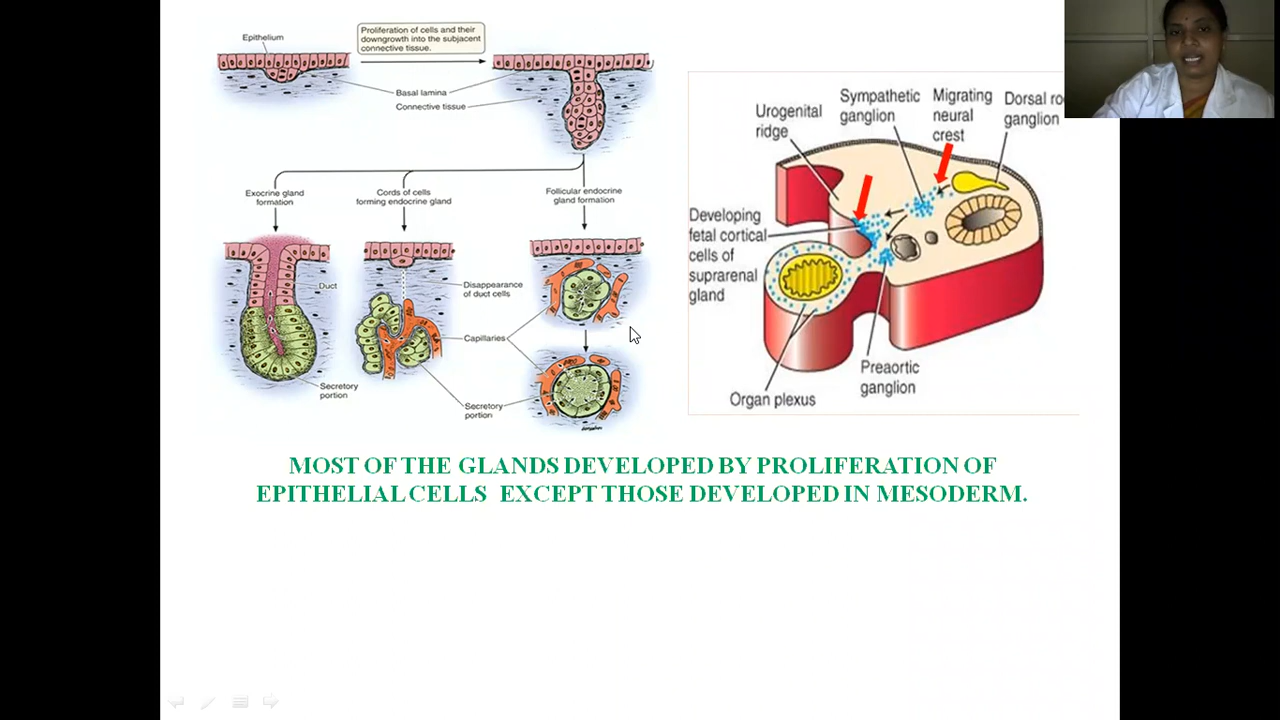 Epithelium
Proliferation of cells and their
downgrowth into the subjacent
connective tissue.
Basal lamina
Connective tissue
Exocrine gland
formation
Cords of cells
forming endocrine gland
Follicular endocrine
gland formation
Duct
Disappearance
of duct cells
Capillaries
Secretory
portion
Secretory
portion
Urogenital
ridge
Sympathetic
ganglion
Migrating
neural
crest
Dorsal
ganglion
Developing
fetal cortical
cells of
suprarenal
gland
Preaortic
ganglion
Organ plexus
MOST OF THE GLANDS DEVELOPED BY PROLIFERATION OF
EPITHELIAL CELLS EXCEPT THOSE DEVELOPED IN MESODERM.